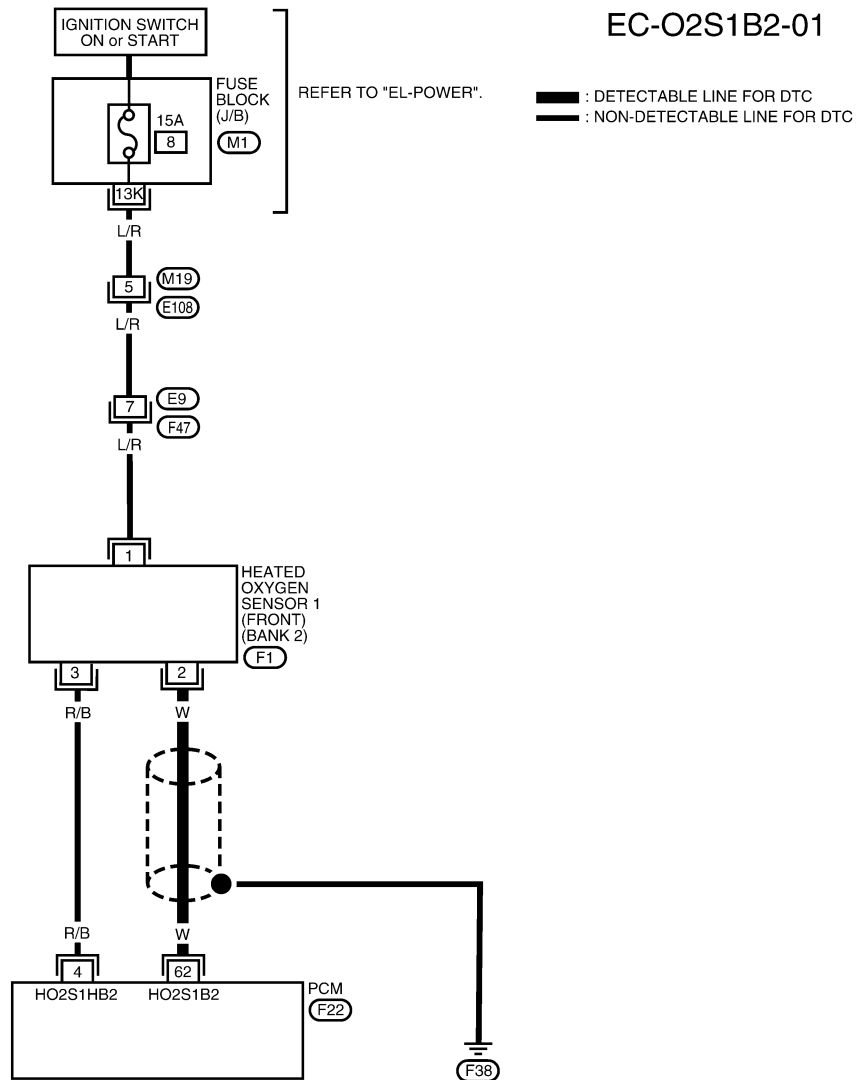 EC-O2S1B2-01
IGNITION SWITCH
ON or START
FUSE
BLOCK
(J/B)
REFER TO "EL-POWER".
: DETECTABLE LINE FOR DTC
: NON-DETECTABLE LINE FOR DTC
15A
8
M1
13K
L/R
5
M19
E108
L/R
7
E9
F47
L/R
1
HEATED
OXYGEN
SENSOR 1
(FRONT)
(BANK 2)
F1
3
2
R/B
W
R/B
W
4
62
HO2S1HB2
HO2S1B2
PCM
F22
F38